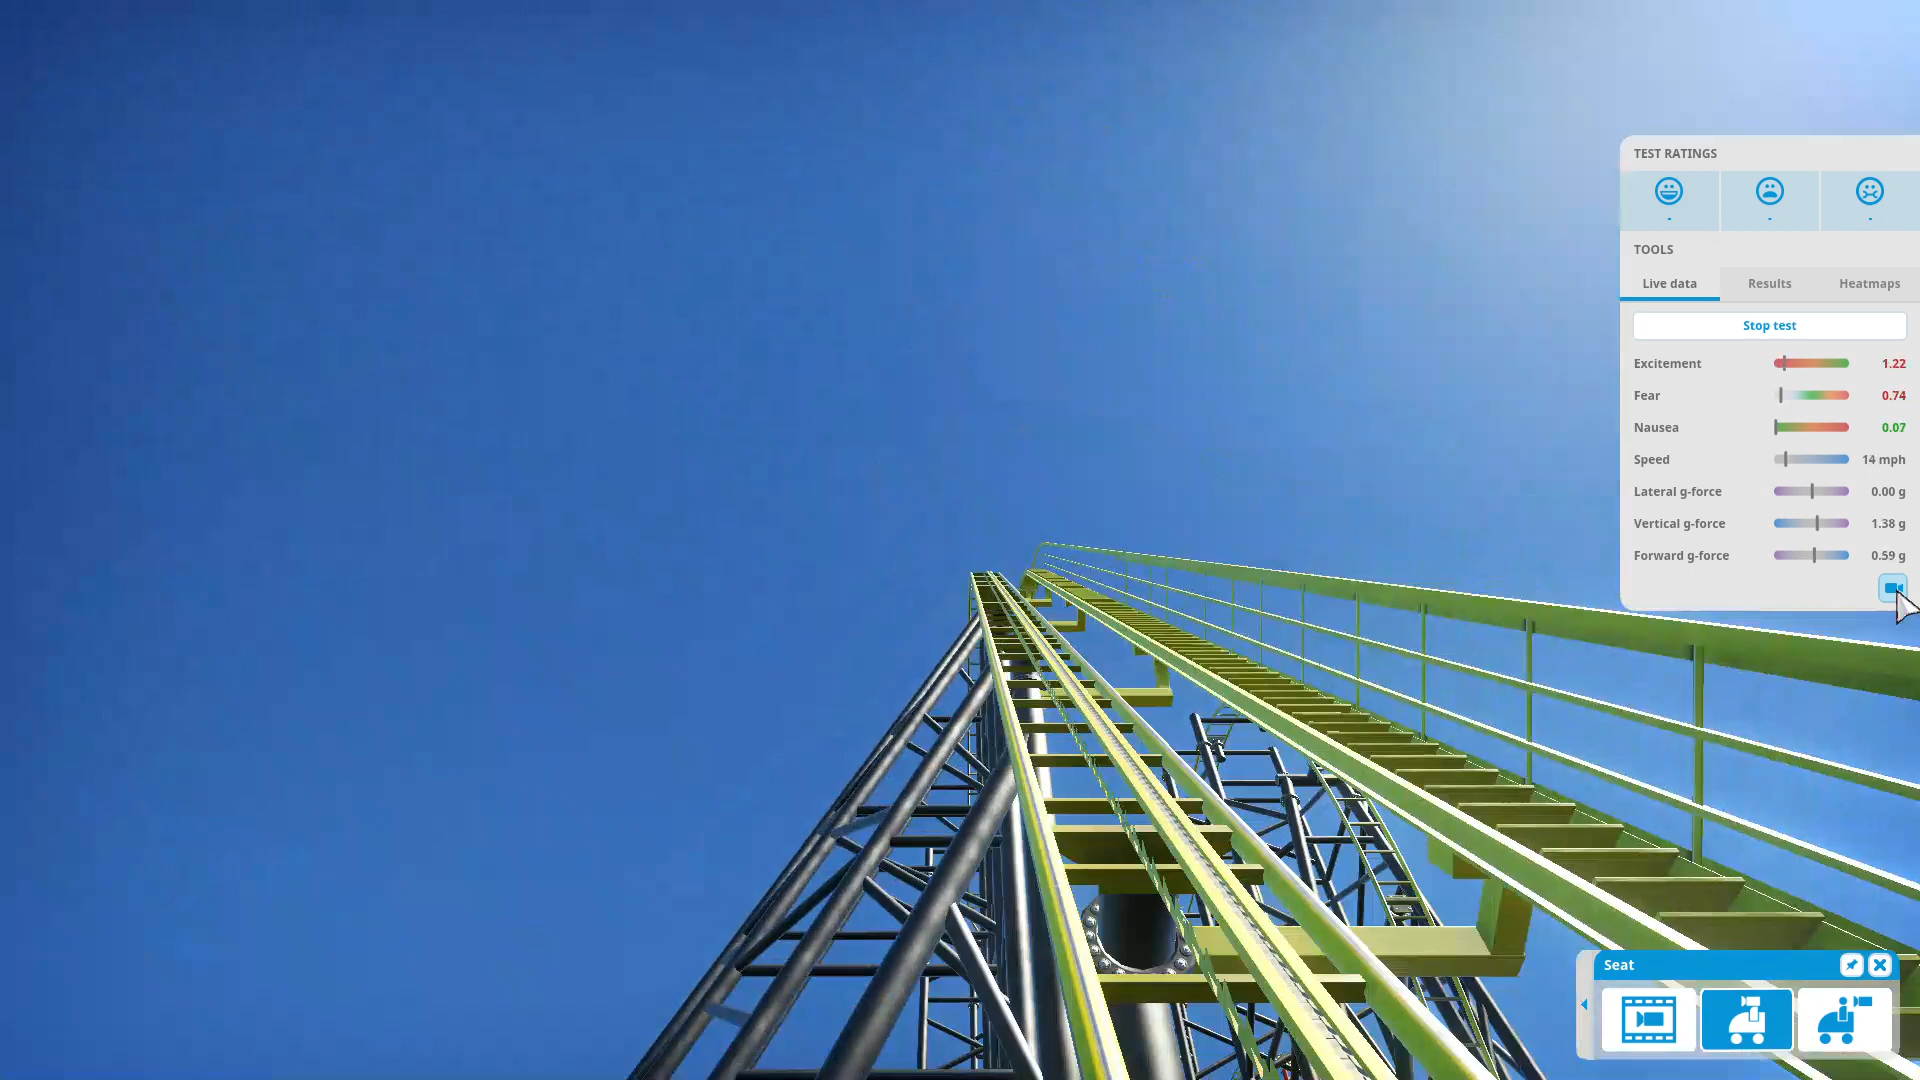 TEST RATINGS
- - -
TOOLS
Live data Results Heatmaps
Stop test
Excitement 1.22
Fear 0.74
Nausea 0.07
Speed 14 mph
Lateral g-force 0.00 g
Vertical g-force 1.38 g
Forward g-force 0.59 g
Seat